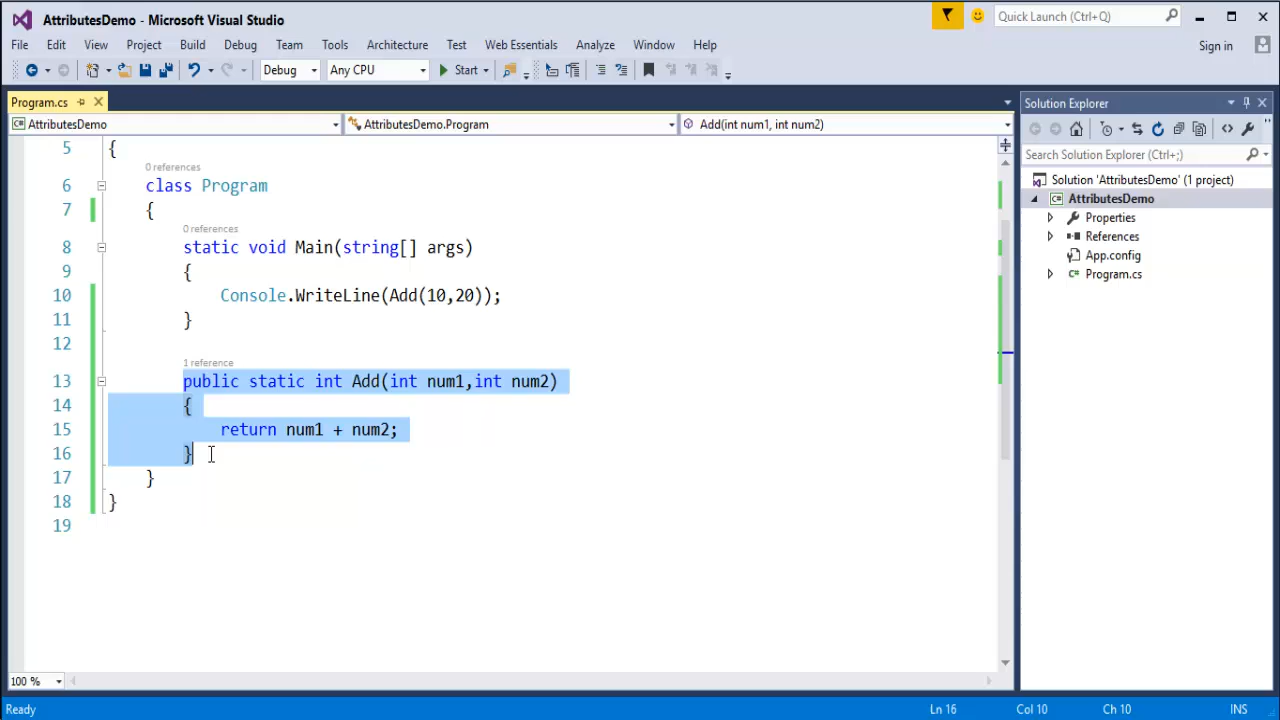 AttributesDemo - Microsoft Visual Studio
Quick Launch (Ctrl+Q)
File Edit View Project Build Debug Team Tools Architecture Test Web Essentials Analyze Window Help
Sign in
Debug Any CPU Start
Program.cs
AttributesDemo AttributesDemo.Program Add(int num1, int num2)
5 {
0 references
6 class Program
7 {
0 references
8 static void Main(string[] args)
9 {
10 Console.WriteLine(Add(10,20));
11 }
12
1 reference
13 public static int Add(int num1,int num2)
14 {
15 return num1 + num2;
16 }
17 }
18 }
19
100 %
Solution Explorer
Search Solution Explorer (Ctrl+;)
Solution 'AttributesDemo' (1 project)
C# AttributesDemo
Properties
References
App.config
C# Program.cs
Ready Ln 16 Col 10 Ch 10 INS